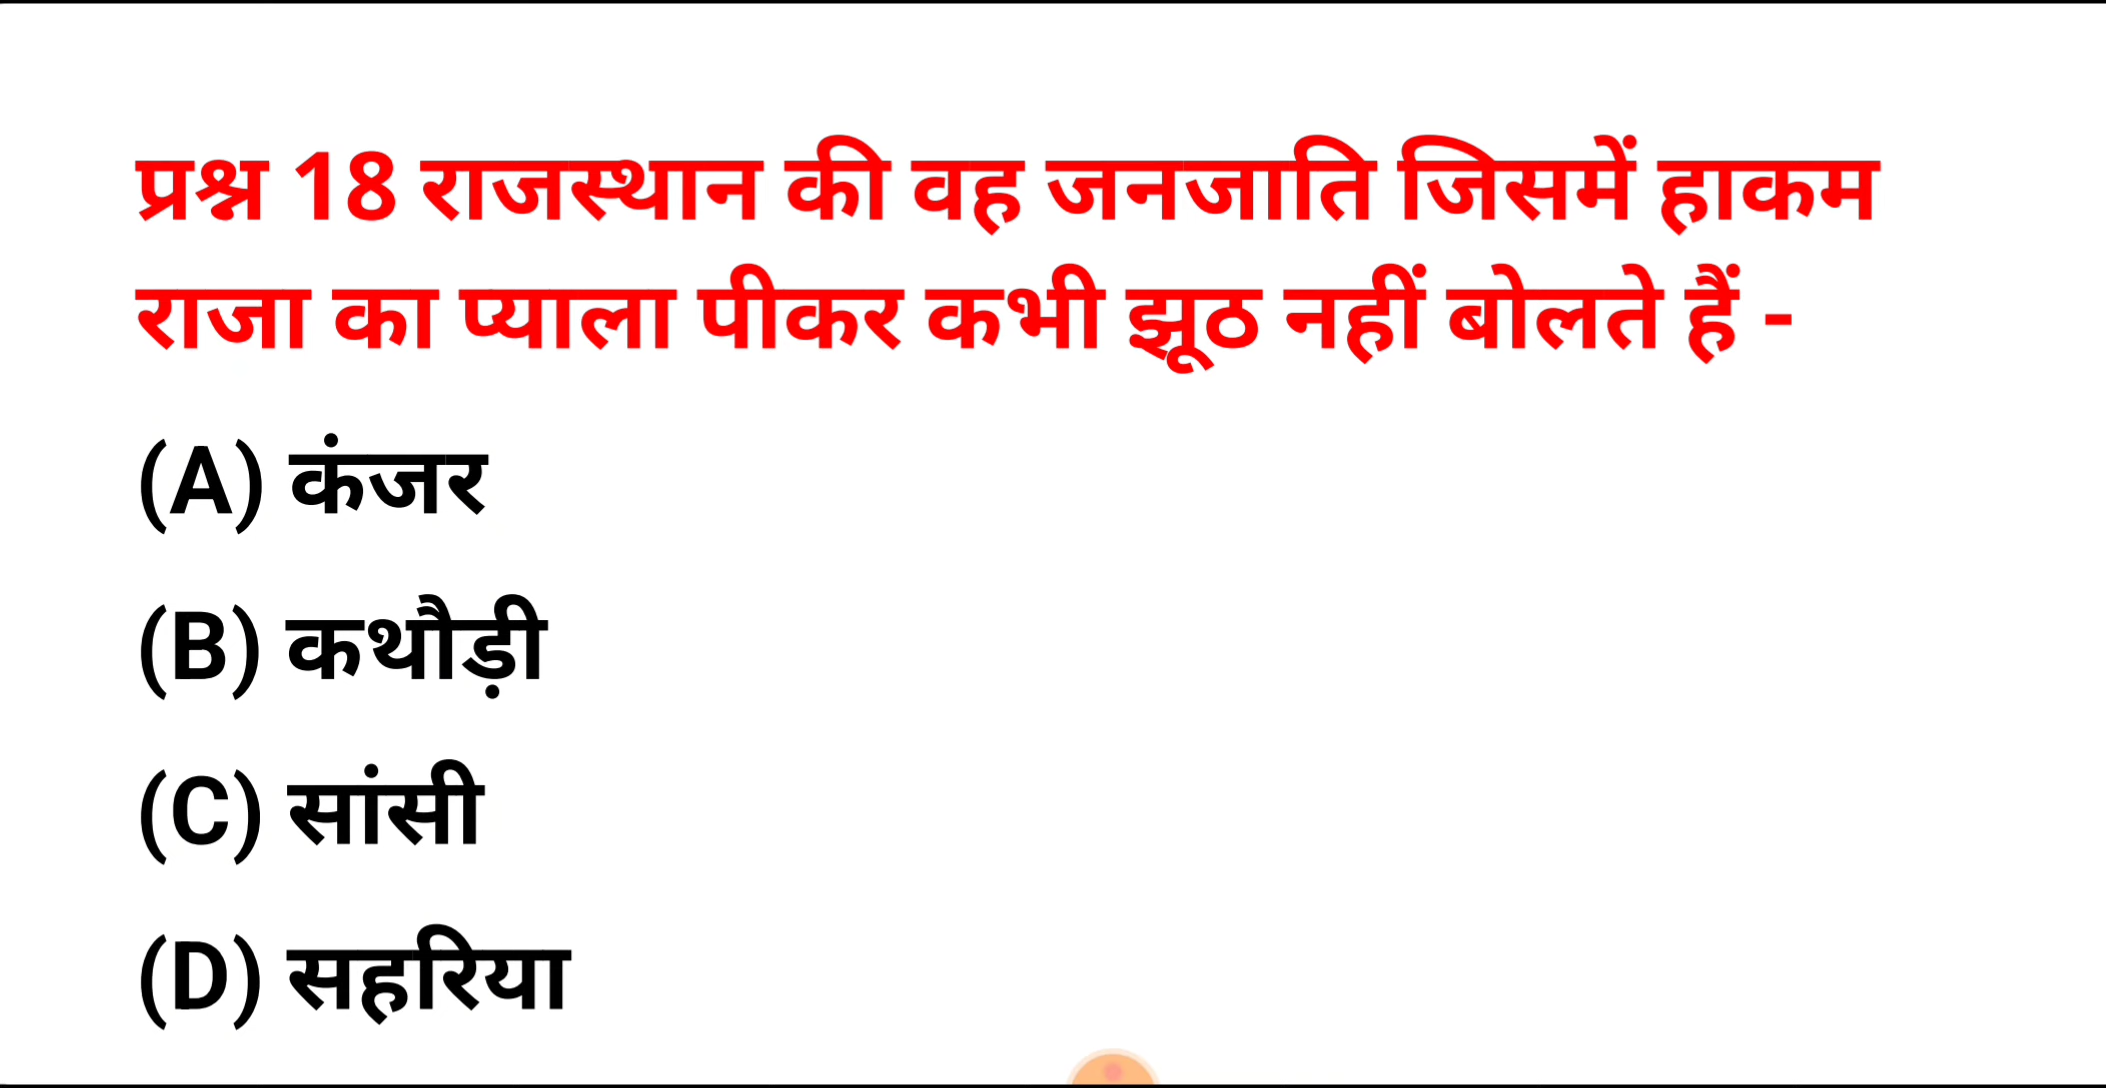 प्रश्न 18 राजस्थान की वह जनजाति जिसमें हाकम
राजा का प्याला पीकर कभी झूठ नहीं बोलते हैं -
(A) कंजर
(B) कथौड़ी
(C) सांसी
(D) सहरिया